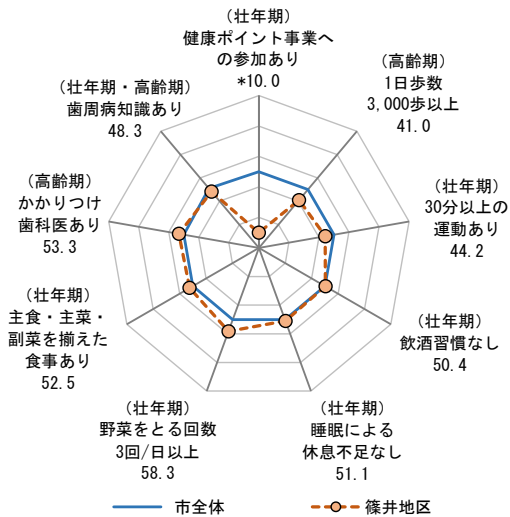 （壮年期）
健康ポイント事業へ
の参加あり
*10.0
（高齢期）
1日歩数
3,000歩以上
41.0
（壮年期）
30分以上の
運動あり
44.2
（壮年期）
飲酒習慣なし
50.4
（壮年期）
睡眠による
休息不足なし
51.1
（壮年期）
野菜をとる回数
3回/日以上
58.3
（壮年期）
主食・主菜・
副菜を揃えた
食事あり
52.5
（高齢期）
かかりつけ
歯科医あり
53.3
（壮年期・高齢期）
歯周病知識あり
48.3
市全体
篠井地区